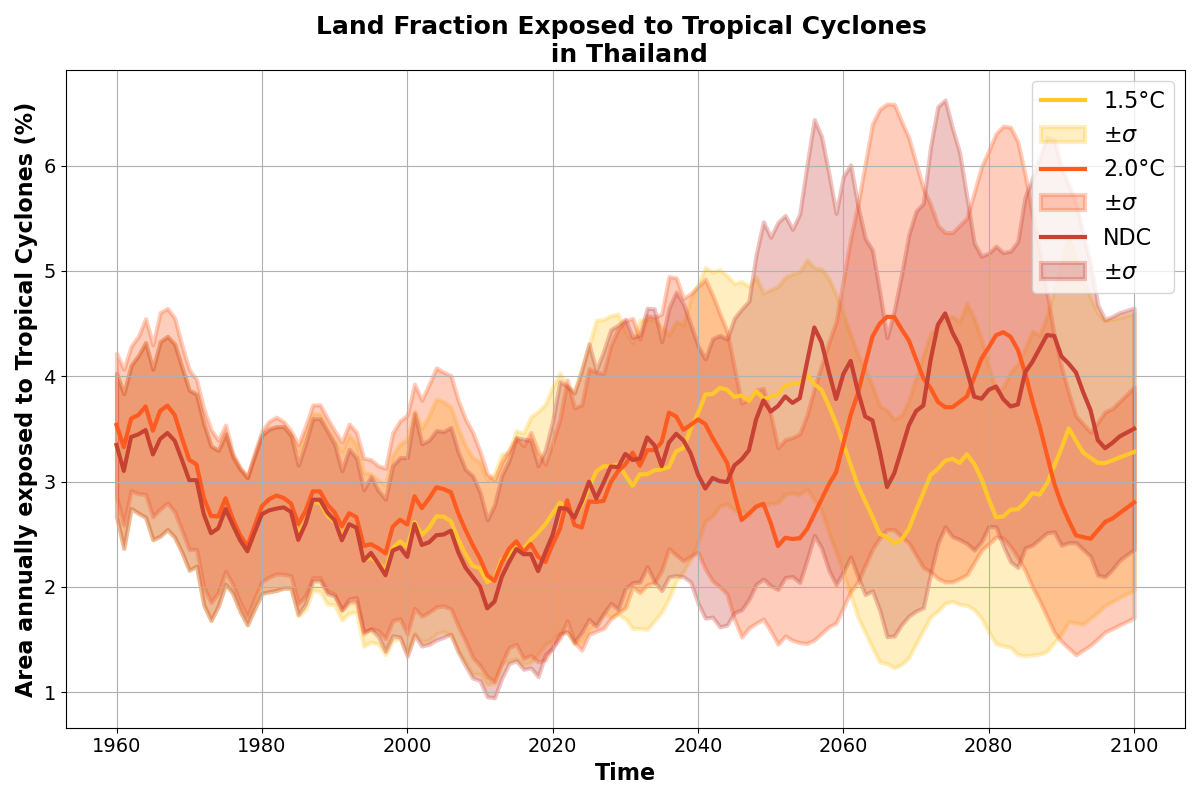 Land Fraction Exposed to Tropical Cyclones
in Thailand
Area annually exposed to Tropical Cyclones (%)
6
5
4
3
2
1
1.5°C
±σ
2.0°C
±σ
NDC
±σ
1960 1980 2000 2020 2040 2060 2080 2100
Time